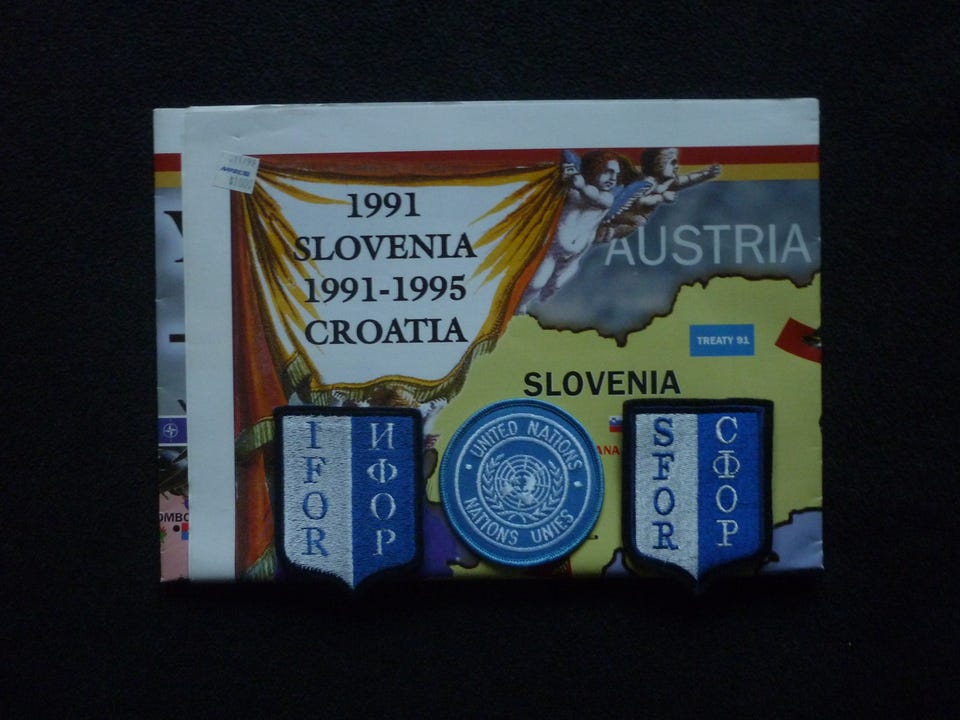 1991
SLOVENIA
1991-1995
CROATIA
AUSTRIA
TREATY 91
SLOVENIA
IFOR
ИФОР
UNITED NATIONS
NATIONS UNIES
SFOR
СФОР